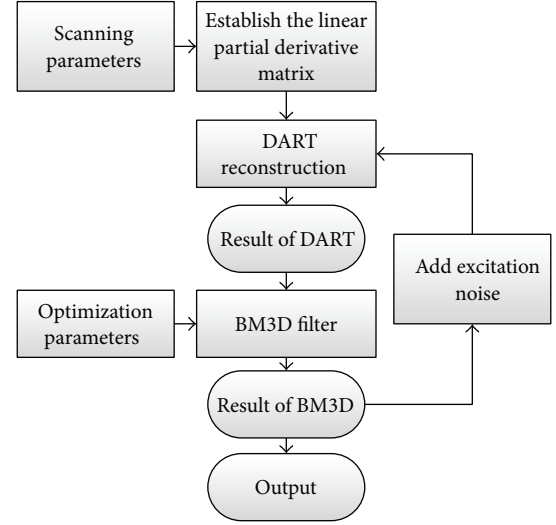 Scanning
parameters
Establish the linear
partial derivative
matrix
DART
reconstruction
Result of DART
Add excitation
noise
Optimization
parameters
BM3D filter
Result of BM3D
Output